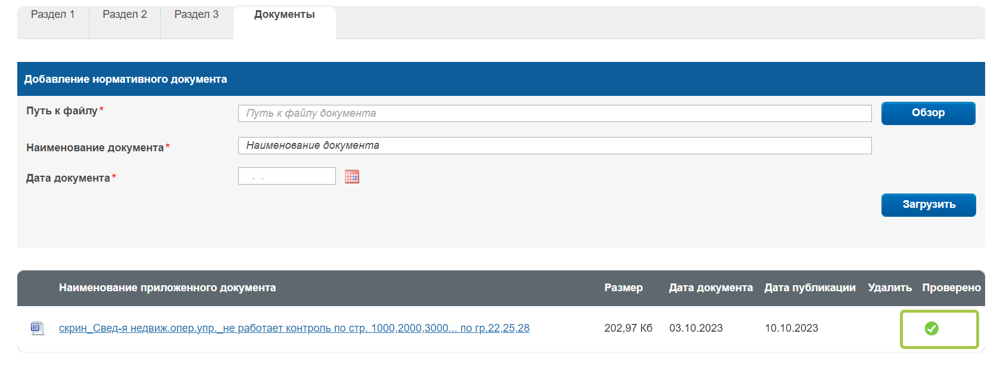 Раздел 1 Раздел 2 Раздел 3 Документы
Добавление нормативного документа
Путь к файлу* Путь к файлу документа Обзор
Наименование документа* Наименование документа
Дата документа* . .
Загрузить
Наименование приложенного документа Размер Дата документа Дата публикации Удалить Проверено
скрин_Свед-я недвиж.опер.упр._не работает контроль по стр. 1000,2000,3000... по гр.22,25,28 202,97 Кб 03.10.2023 10.10.2023